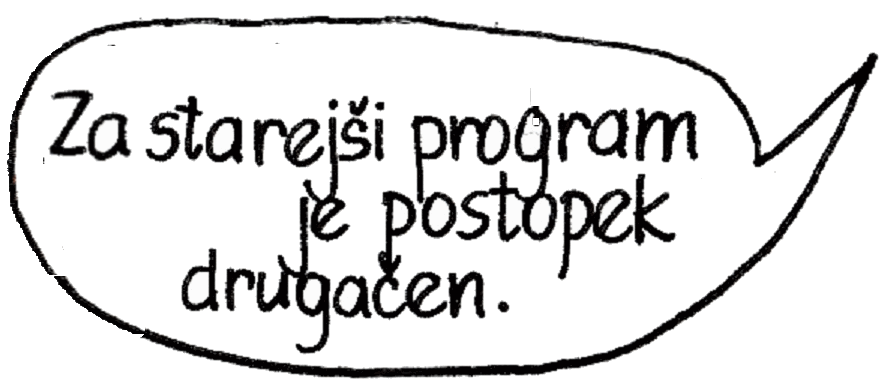 Za starejši program
je postopek
drugačen.